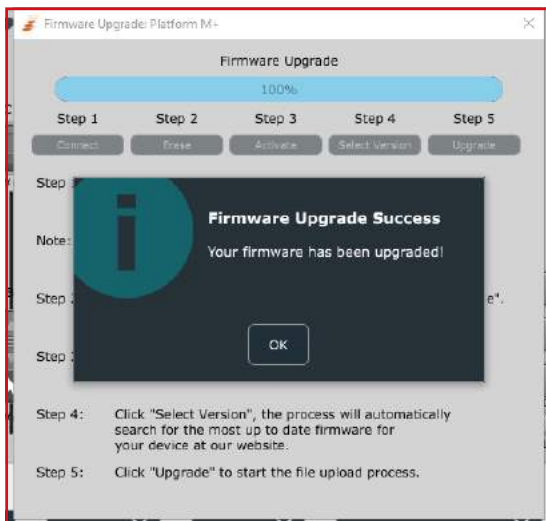 Firmware Upgrade: Platform M+
Firmware Upgrade
100%
Step 1 Step 2 Step 3 Step 4 Step 5
Connect Erase Activate Select Version Upgrade
Step
Note:
Firmware Upgrade Success
Your firmware has been upgraded!
Step e".
OK
Step
Step 4: Click "Select Version", the process will automatically
search for the most up to date firmware for
your device at our website.
Step 5: Click "Upgrade" to start the file upload process.